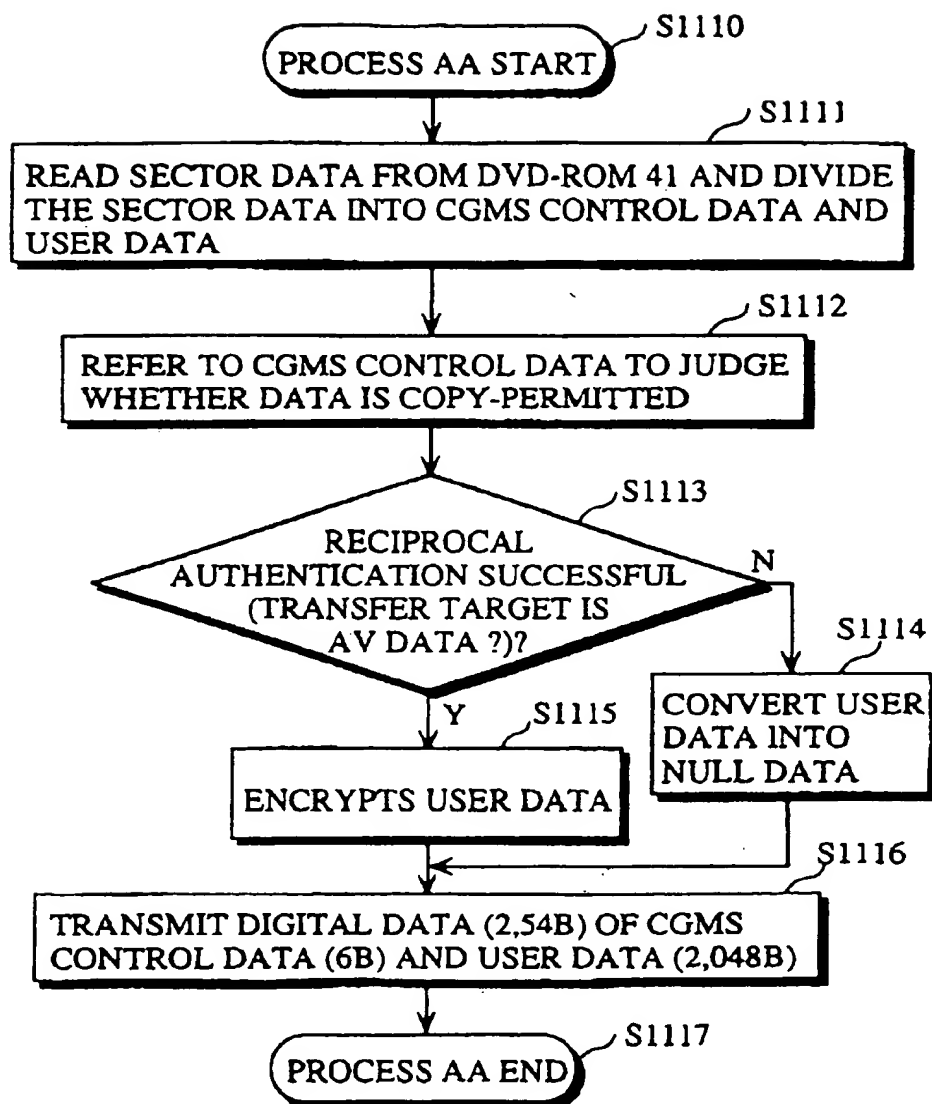 S1110
PROCESS AA START
S1111
READ SECTOR DATA FROM DVD-ROM 41 AND DIVIDE
THE SECTOR DATA INTO CGMS CONTROL DATA AND
USER DATA
S1112
REFER TO CGMS CONTROL DATA TO JUDGE
WHETHER DATA IS COPY-PERMITTED
S1113
RECIPROCAL
AUTHENTICATION SUCCESSFUL
(TRANSFER TARGET IS
AV DATA ?)?
N
S1114
CONVERT USER
DATA INTO
NULL DATA
Y
S1115
ENCRYPTS USER DATA
S1116
TRANSMIT DIGITAL DATA (2,54B) OF CGMS
CONTROL DATA (6B) AND USER DATA (2,048B)
S1117
PROCESS AA END